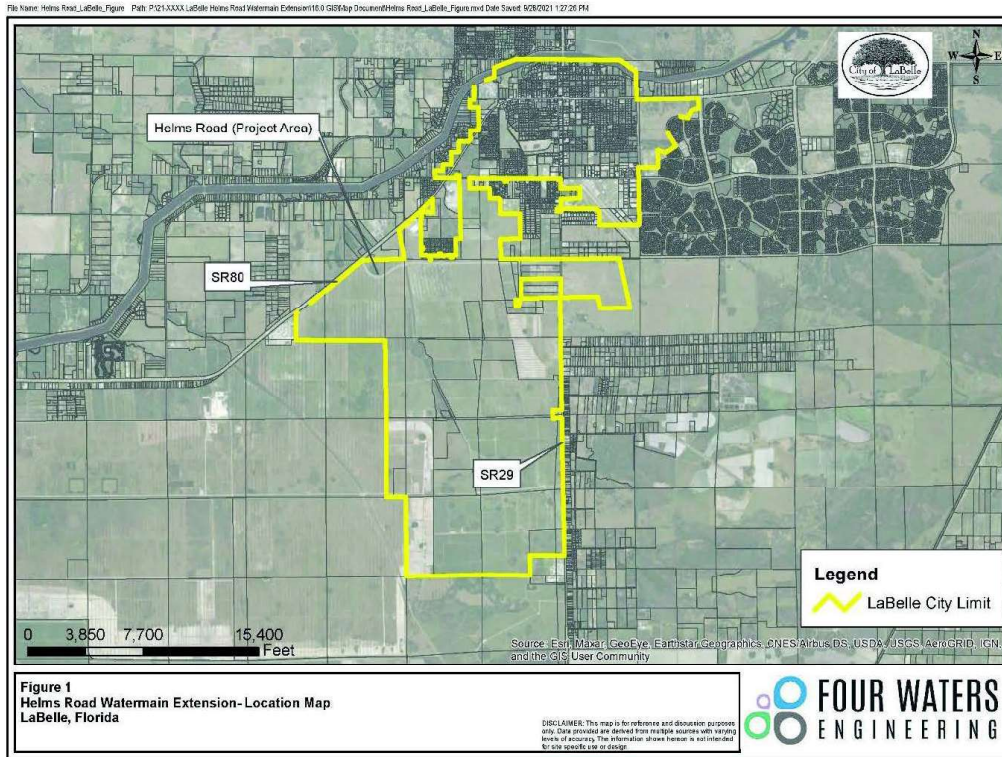 File Name: Helms Road_LaBelle_Figure Path: P:\21-XXXX LaBelle Helms Road Watermain Extension\16.0 GIS\Map Document\Helms Road_LaBelle_Figure.mxd Date Saved: 9/28/2021 1:27:26 PM
N
W E
S
City of LaBelle
Helms Road (Project Area)
SR80
SR29
Legend
LaBelle City Limit
0 3,850 7,700 15,400
Feet
Source: Esri, Maxar, GeoEye, Earthstar Geographics, CNES/Airbus DS, USDA, USGS, AeroGRID, IGN,
and the GIS User Community
Figure 1
Helms Road Watermain Extension- Location Map
LaBelle, Florida
DISCLAIMER: This map is for reference and discussion purposes
only. Data provided are derived from multiple sources with varying
levels of accuracy. The information shown hereon is not intended
for site specific use or design.
FOUR WATERS
ENGINEERING